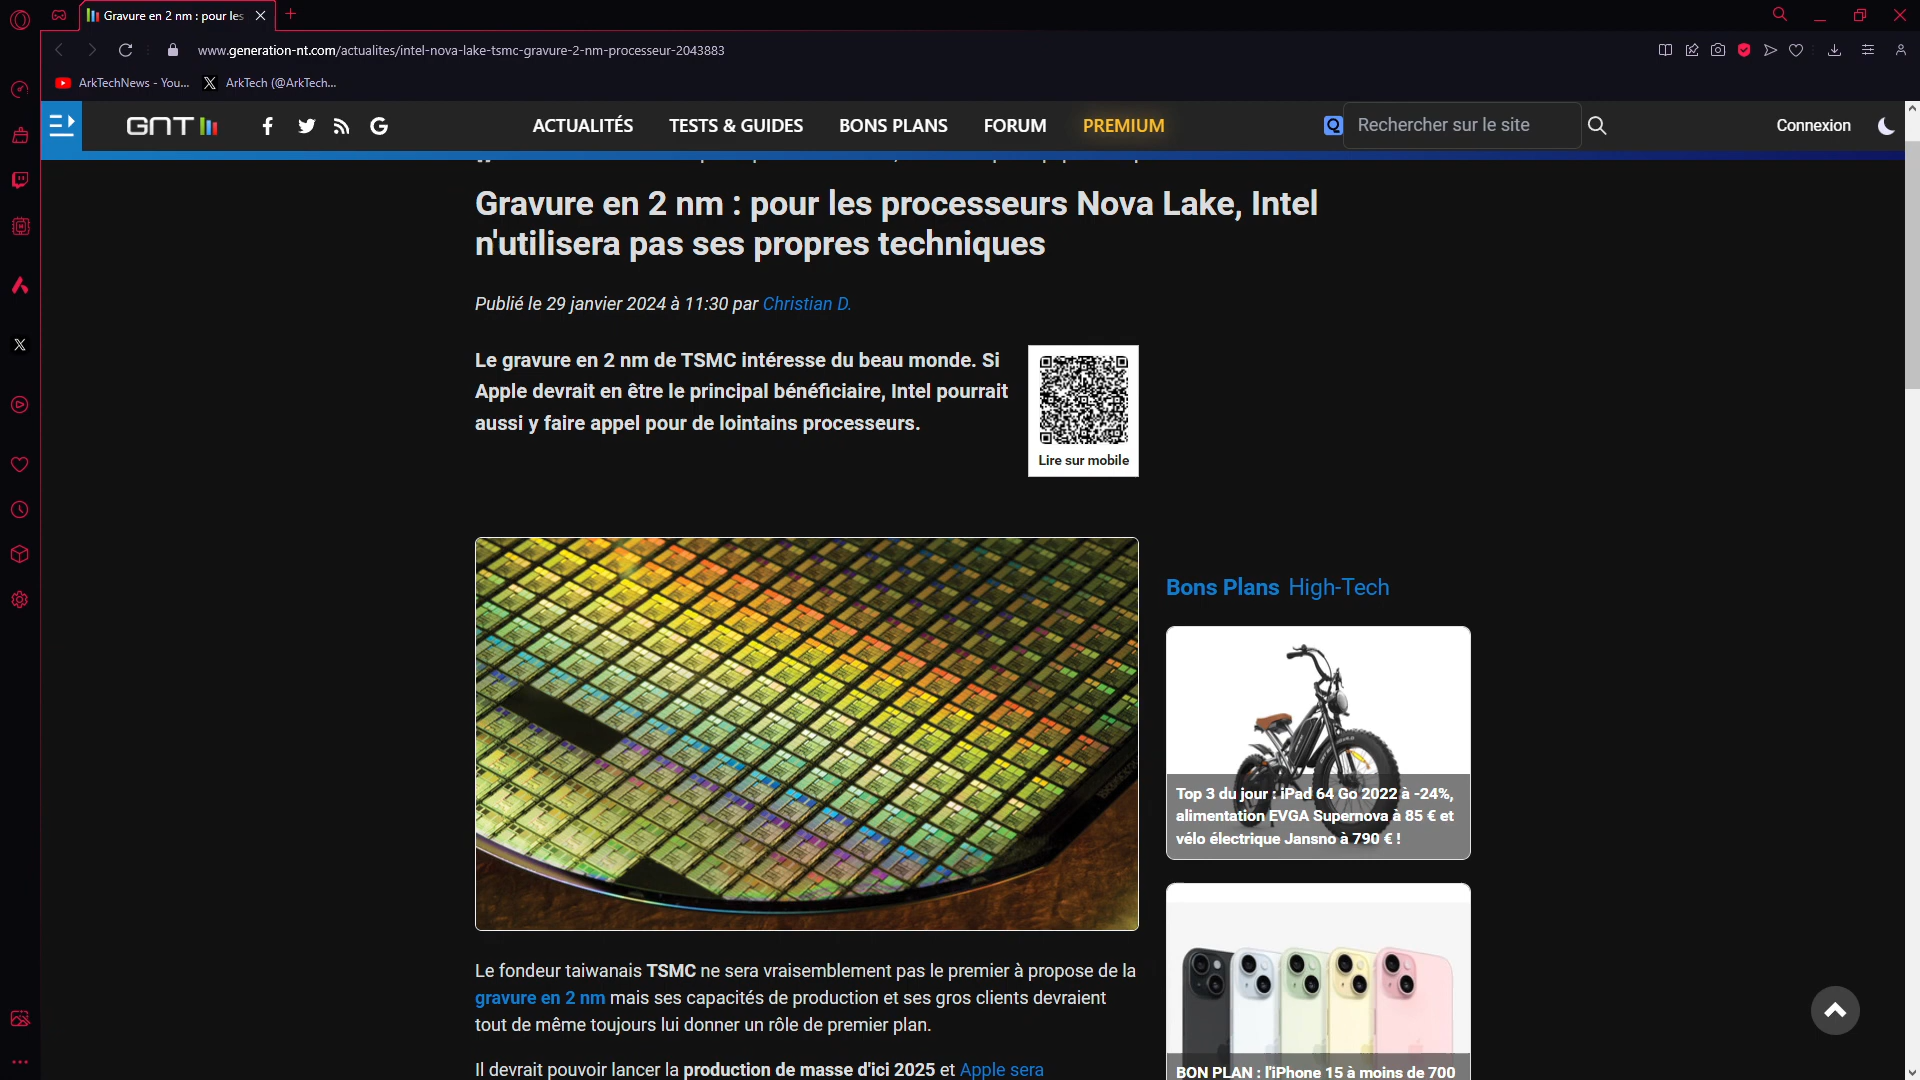 Gravure en 2 nm : pour les
www.generation-nt.com/actualites/intel-nova-lake-tsmc-gravure-2-nm-processeur-2043883
ArkTechNews - You...
ArkTech (@ArkTech...
GNT
ACTUALITÉS
TESTS & GUIDES
BONS PLANS
FORUM
PREMIUM
Rechercher sur le site
Connexion
Gravure en 2 nm : pour les processeurs Nova Lake, Intel
n'utilisera pas ses propres techniques
Publié le 29 janvier 2024 à 11:30 par Christian D.
Le gravure en 2 nm de TSMC intéresse du beau monde. Si
Apple devrait en être le principal bénéficiaire, Intel pourrait
aussi y faire appel pour de lointains processeurs.
Lire sur mobile
Bons Plans High-Tech
Top 3 du jour : iPad 64 Go 2022 à -24%,
alimentation EVGA Supernova à 85 € et
vélo électrique Jansno à 790 € !
Le fondeur taiwanais TSMC ne sera vraisemblement pas le premier à propose de la
gravure en 2 nm mais ses capacités de production et ses gros clients devraient
tout de même toujours lui donner un rôle de premier plan.
Il devrait pouvoir lancer la production de masse d'ici 2025 et Apple sera
BON PLAN : l'iPhone 15 à moins de 700